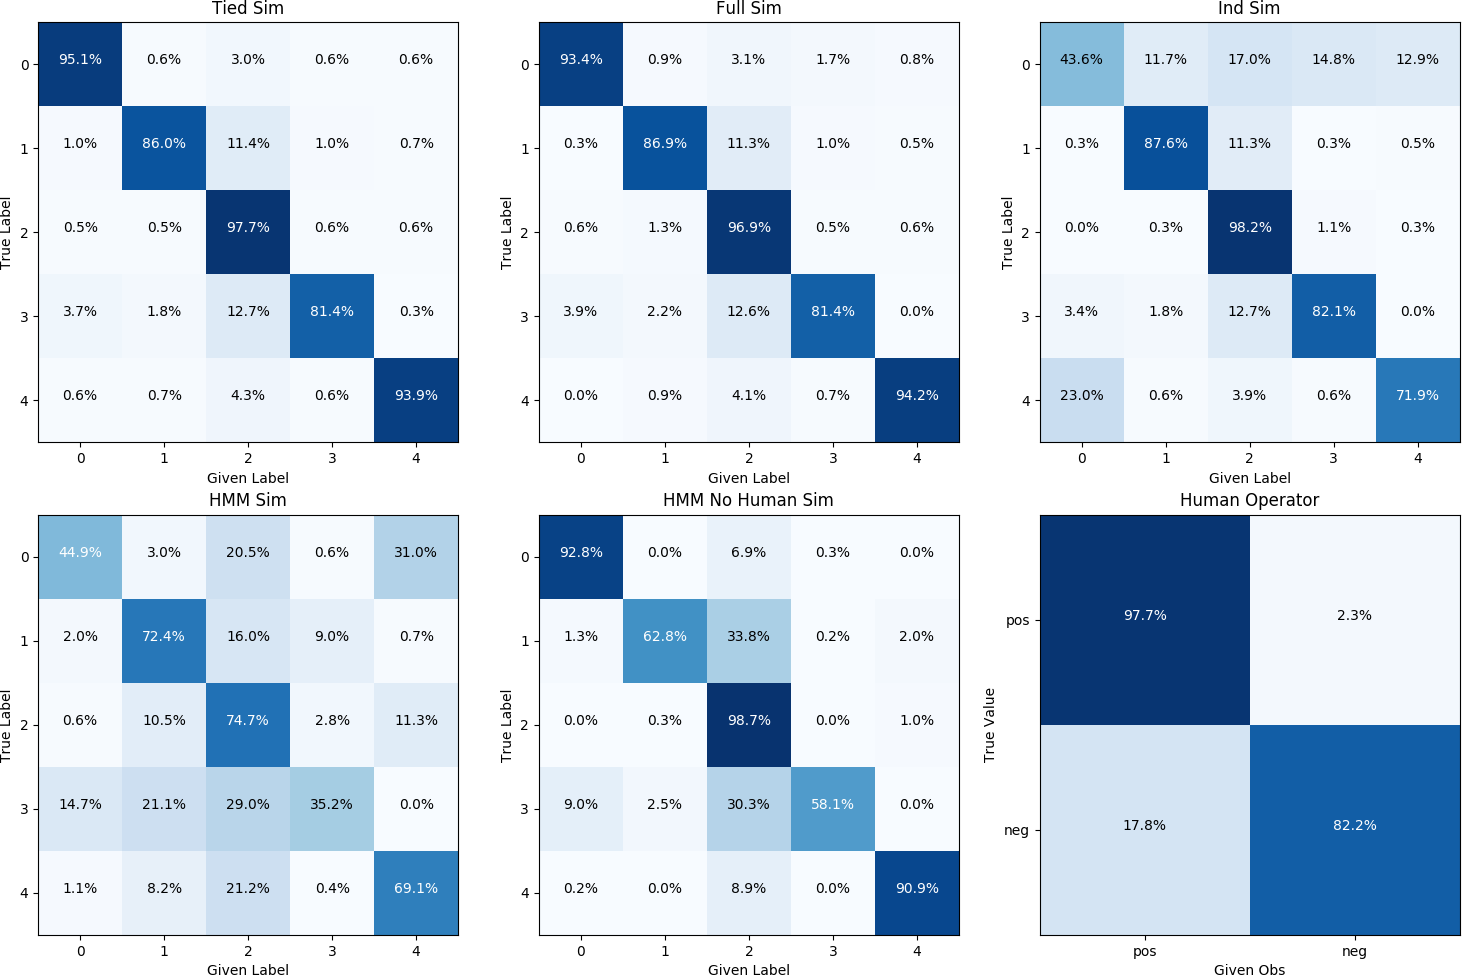 Tied Sim
0 95.1% 0.6% 3.0% 0.6% 0.6%
1 1.0% 86.0% 11.4% 1.0% 0.7%
2 0.5% 0.5% 97.7% 0.6% 0.6%
3 3.7% 1.8% 12.7% 81.4% 0.3%
4 0.6% 0.7% 4.3% 0.6% 93.9%
0 1 2 3 4
Given Label
True Label
Full Sim
0 93.4% 0.9% 3.1% 1.7% 0.8%
1 0.3% 86.9% 11.3% 1.0% 0.5%
2 0.6% 1.3% 96.9% 0.5% 0.6%
3 3.9% 2.2% 12.6% 81.4% 0.0%
4 0.0% 0.9% 4.1% 0.7% 94.2%
0 1 2 3 4
Given Label
True Label
Ind Sim
0 43.6% 11.7% 17.0% 14.8% 12.9%
1 0.3% 87.6% 11.3% 0.3% 0.5%
2 0.0% 0.3% 98.2% 1.1% 0.3%
3 3.4% 1.8% 12.7% 82.1% 0.0%
4 23.0% 0.6% 3.9% 0.6% 71.9%
0 1 2 3 4
Given Label
True Label
HMM Sim
0 44.9% 3.0% 20.5% 0.6% 31.0%
1 2.0% 72.4% 16.0% 9.0% 0.7%
2 0.6% 10.5% 74.7% 2.8% 11.3%
3 14.7% 21.1% 29.0% 35.2% 0.0%
4 1.1% 8.2% 21.2% 0.4% 69.1%
0 1 2 3 4
Given Label
True Label
HMM No Human Sim
0 92.8% 0.0% 6.9% 0.3% 0.0%
1 1.3% 62.8% 33.8% 0.2% 2.0%
2 0.0% 0.3% 98.7% 0.0% 1.0%
3 9.0% 2.5% 30.3% 58.1% 0.0%
4 0.2% 0.0% 8.9% 0.0% 90.9%
0 1 2 3 4
Given Label
True Label
Human Operator
pos 97.7% 2.3%
neg 17.8% 82.2%
pos neg
Given Obs
True Value